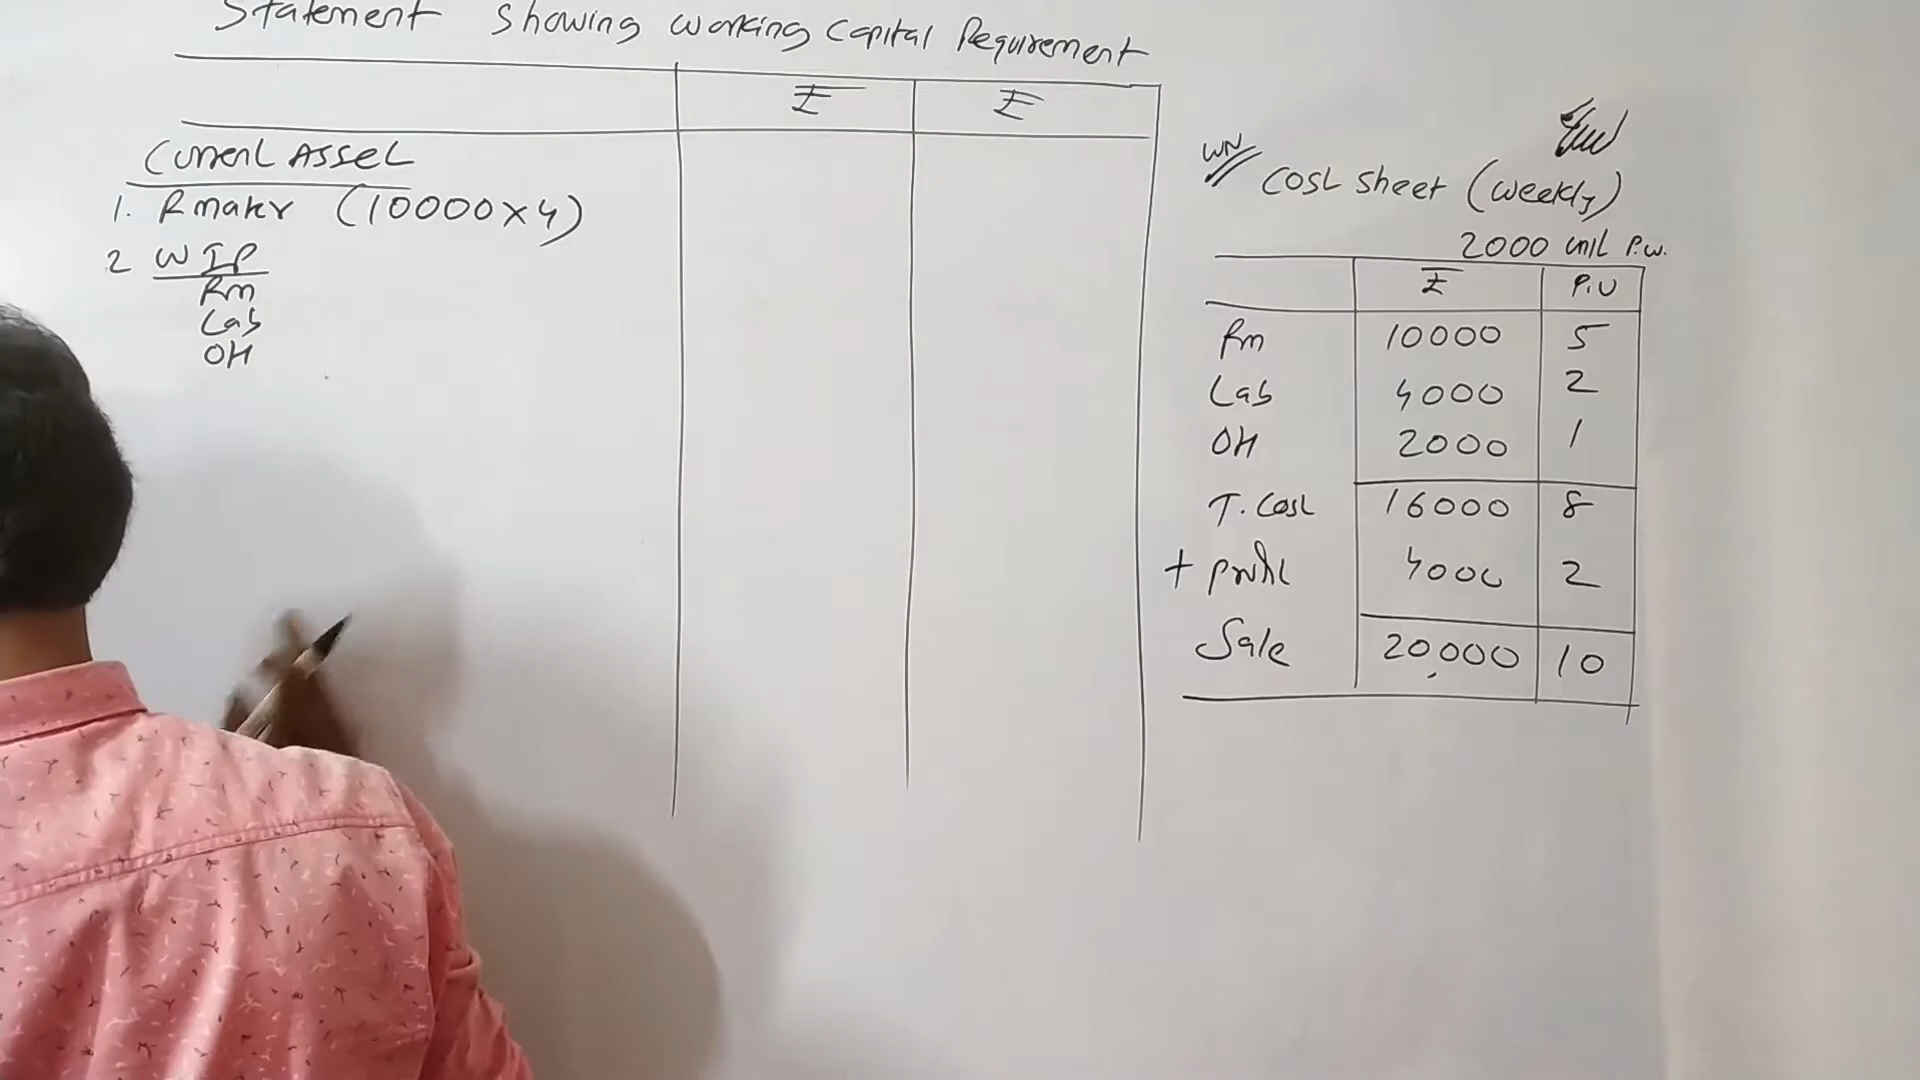 Statement Showing Working Capital Requirement
₹ ₹
Current Asset
1. Rmater (10000×4)
2 WIP
Rm
Lab
OH
WN
Cost sheet (weekly)
2000 unit P.w.
₹ P.U
Rm 10000 5
Lab 4000 2
OH 2000 1
T. Cost 16000 8
+ profit 4000 2
Sale 20,000 10